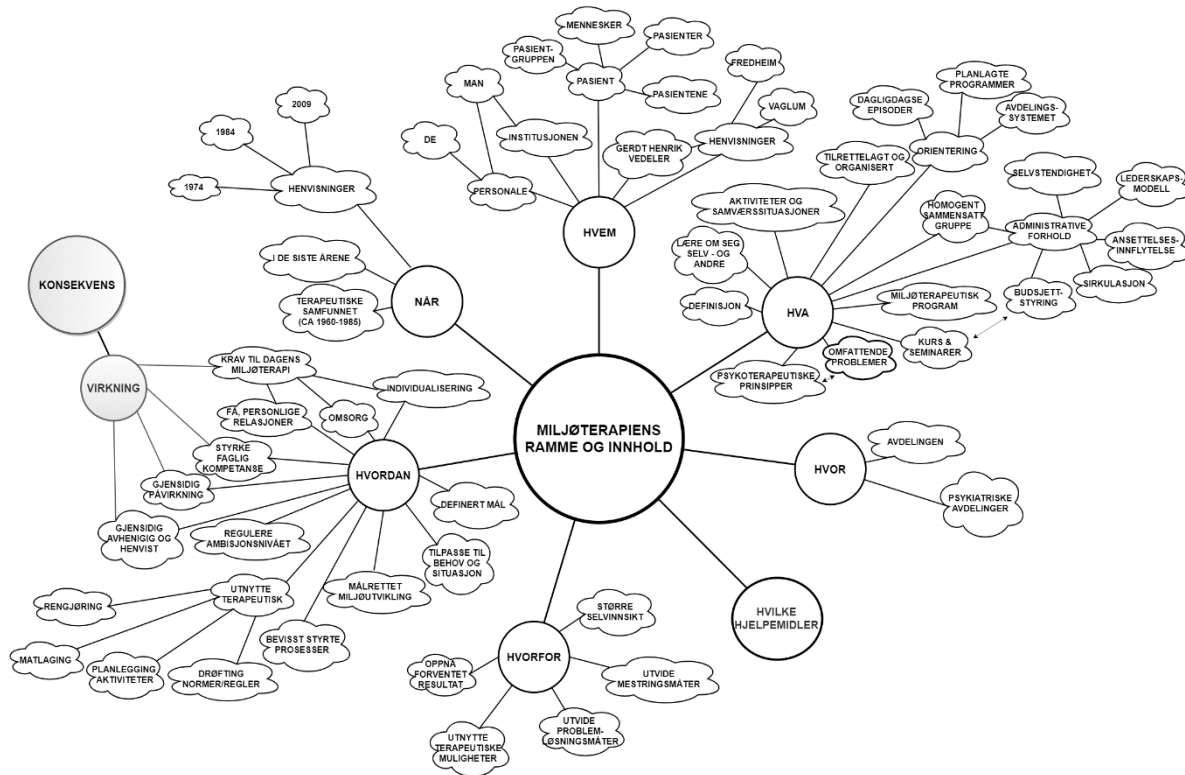 MENNESKER
PASIENT-
GRUPPEN
PASIENTER
MAN
PASIENT
FREDHEIM
PLANLAGTE
PROGRAMMER
2009
PASIENTENE
DAGLIGDAGSE
EPISODER
AVDELINGS-
SYSTEMET
1984
DE
INSTITUSJONEN
VAGLUM
GERDT HENRIK
VEDELER
HENVISNINGER
ORIENTERING
TILRETTELAGT OG
ORGANISERT
1974
HENVISNINGER
PERSONALE
SELVSTENDIGHET
LEDERSKAPS-
MODELL
AKTIVITETER OG
SAMVÆRSSITUASJONER
HOMOGENT
SAMMENSATT
GRUPPE
ADMINISTRATIVE
FORHOLD
HVEM
LÆRE OM SEG
SELV - OG
ANDRE
ANSETTELSES-
INNFLYTELSE
I DE SISTE ÅRENE
KONSEKVENS
NÅR
SIRKULASJON
DEFINISJON
HVA
MILJØTERAPEUTISK
PROGRAM
BUDSJETT-
STYRING
TERAPEUTISKE
SAMFUNNET
(CA 1960-1985)
KURS &
SEMINARER
OMFATTENDE
PROBLEMER
PSYKOTERAPEUTISKE
PRINSIPPER
KRAV TIL DAGENS
MILJØTERAPI
VIRKNING
INDIVIDUALISERING
FÅ, PERSONLIGE
RELASJONER
OMSORG
MILJØTERAPIENS
RAMME OG INNHOLD
AVDELINGEN
STYRKE
FAGLIG
KOMPETANSE
HVORDAN
HVOR
GJENSIDIG
PÅVIRKNING
DEFINERT MÅL
PSYKIATRISKE
AVDELINGER
GJENSIDIG
AVHENIGIG OG
HENVIST
REGULERE
AMBISJONSNIVÅET
TILPASSE TIL
BEHOV OG
SITUASJON
MÅLRETTET
MILJØUTVIKLING
UTNYTTE
TERAPEUTISK
RENGJØRING
STØRRE
SELVINNSIKT
HVILKE
HJELPEMIDLER
BEVISST STYRTE
PROSESSER
MATLAGING
HVORFOR
OPPNÅ
FORVENTET
RESULTAT
PLANLEGGING
AKTIVITETER
DRØFTING
NORMER/REGLER
UTVIDE
MESTRINGSMÅTER
UTNYTTE
TERAPEUTISKE
MULIGHETER
UTVIDE
PROBLEM-
LØSNINGSMÅTER